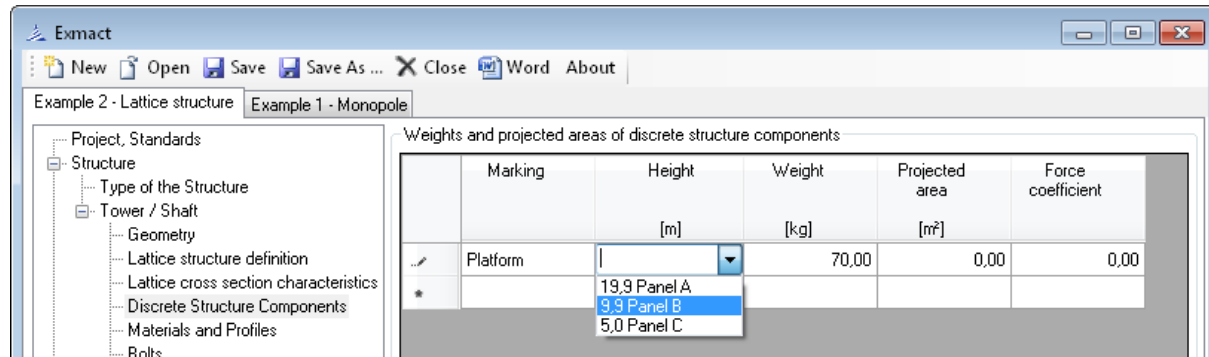 Exmact
New Open Save Save As ... Close Word About
Example 2 - Lattice structure Example 1 - Monopole
Project, Standards
Structure
Type of the Structure
Tower / Shaft
Geometry
Lattice structure definition
Lattice cross section characteristics
Discrete Structure Components
Materials and Profiles
Bolts
Weights and projected areas of discrete structure components
Marking Height Weight Projected area Force coefficient
[m] [kg] [m²]
Platform 70,00 0,00 0,00
19,9 Panel A
9,9 Panel B
5,0 Panel C